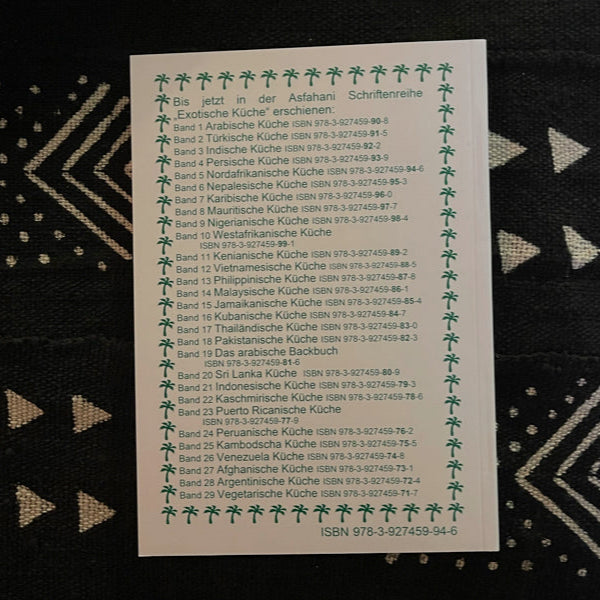 Bis jetzt in der Asfahani Schriftenreihe
„Exotische Küche" erschienen:
Band 1 Arabische Küche ISBN 978-3-927459-90-8
Band 2 Türkische Küche ISBN 978-3-927459-91-5
Band 3 Indische Küche ISBN 978-3-927459-92-2
Band 4 Persische Küche ISBN 978-3-927459-93-9
Band 5 Nordafrikanische Küche ISBN 978-3-927459-94-6
Band 6 Nepalesische Küche ISBN 978-3-927459-95-3
Band 7 Karibische Küche ISBN 978-3-927459-96-0
Band 8 Mauritische Küche ISBN 978-3-927459-97-7
Band 9 Nigerianische Küche ISBN 978-3-927459-98-4
Band 10 Westafrikanische Küche
ISBN 978-3-927459-99-1
Band 11 Kenianische Küche ISBN 978-3-927459-89-2
Band 12 Vietnamesische Küche ISBN 978-3-927459-88-5
Band 13 Philippinische Küche ISBN 978-3-927459-87-8
Band 14 Malaysische Küche ISBN 978-3-927459-86-1
Band 15 Jamaikanische Küche ISBN 978-3-927459-85-4
Band 16 Kubanische Küche ISBN 978-3-927459-84-7
Band 17 Thailändische Küche ISBN 978-3-927459-83-0
Band 18 Pakistanische Küche ISBN 978-3-927459-82-3
Band 19 Das arabische Backbuch
ISBN 978-3-927459-81-6
Band 20 Sri Lanka Küche ISBN 978-3-927459-80-9
Band 21 Indonesische Küche ISBN 978-3-927459-79-3
Band 22 Kaschmirische Küche ISBN 978-3-927459-78-6
Band 23 Puerto Ricanische Küche
ISBN 978-3-927459-77-9
Band 24 Peruanische Küche ISBN 978-3-927459-76-2
Band 25 Kambodscha Küche ISBN 978-3-927459-75-5
Band 26 Venezuela Küche ISBN 978-3-927459-74-8
Band 27 Afghanische Küche ISBN 978-3-927459-73-1
Band 28 Argentinische Küche ISBN 978-3-927459-72-4
Band 29 Vegetarische Küche ISBN 978-3-927459-71-7
ISBN 978-3-927459-94-6